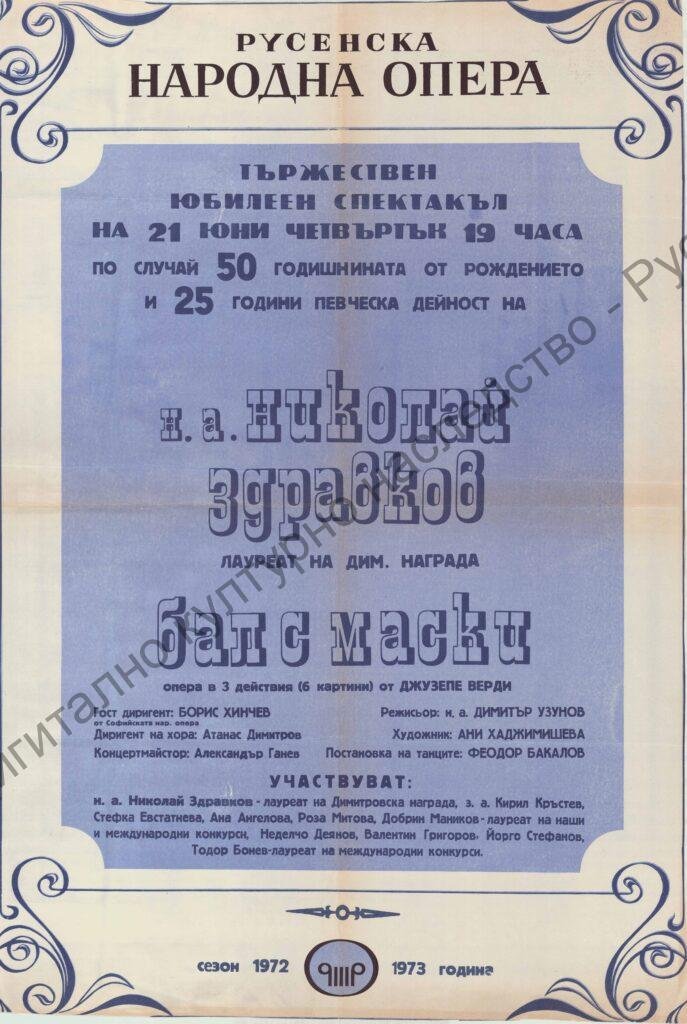 РУСЕНСКА
НАРОДНА ОПЕРА
ТЪРЖЕСТВЕН
ЮБИЛЕЕН СПЕКТАКЪЛ
НА 21 ЮНИ ЧЕТВЪРТЪК 19 ЧАСА
ПО СЛУЧАЙ 50 ГОДИШНИНАТА ОТ РОЖДЕНИЕТО
И 25 ГОДИНИ ПЕВЧЕСКА ДЕЙНОСТ НА
н. а. НИКОЛАЙ
ЗДРАВКОВ
ЛАУРЕАТ НА ДИМ. НАГРАДА
бал с маски
опера в 3 действия (6 картини) от ДЖУЗЕПЕ ВЕРДИ
Гост диригент: БОРИС ХИНЧЕВ
от Софийската нар. опера
Диригент на хора: Атанас Димитров
Концертмайстор: Александър Ганев
Режисьор: н. а. ДИМИТЪР УЗУНОВ
Художник: АНИ ХАДЖИМИШЕВА
Постановка на танците: ФЕОДОР БАКАЛОВ
УЧАСТВУВАТ:
н. а. Николай Здравков - лауреат на Димитровска награда, з. а. Кирил Кръстев,
Стефка Евстатиева, Ана Ангелова, Роза Митова, Добрин Маников - лауреат на наши
и международни конкурси, Неделчо Деянов, Валентин Григоров, Йорго Стефанов,
Тодор Бонев-лауреат на международни конкурси.
сезон 1972
1973 година
игитално културно наследство - Рус